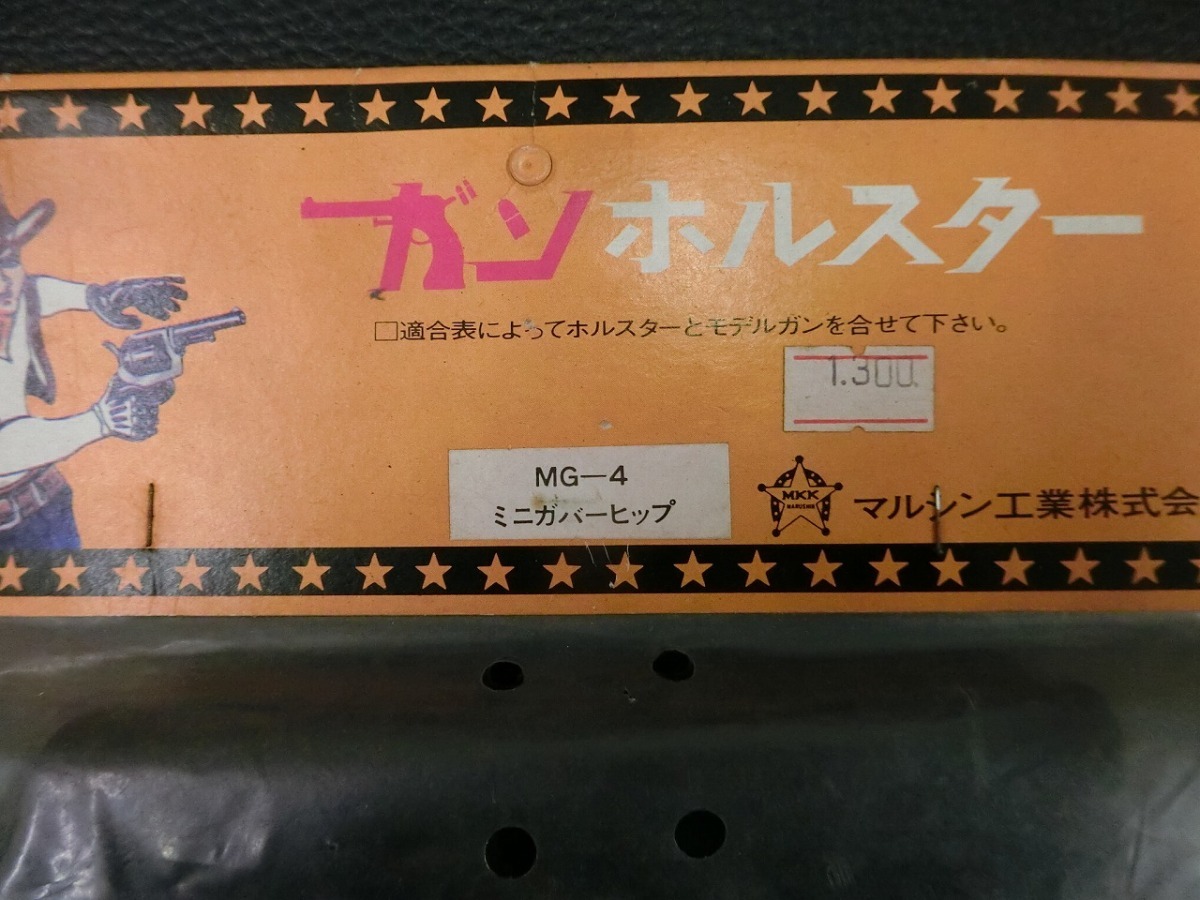 ガンホルスター
□適合表によってホルスターとモデルガンを合せて下さい。
1.300
MG—4
ミニガバーヒップ
MKK
MARUSHIN
マルシン工業株式会